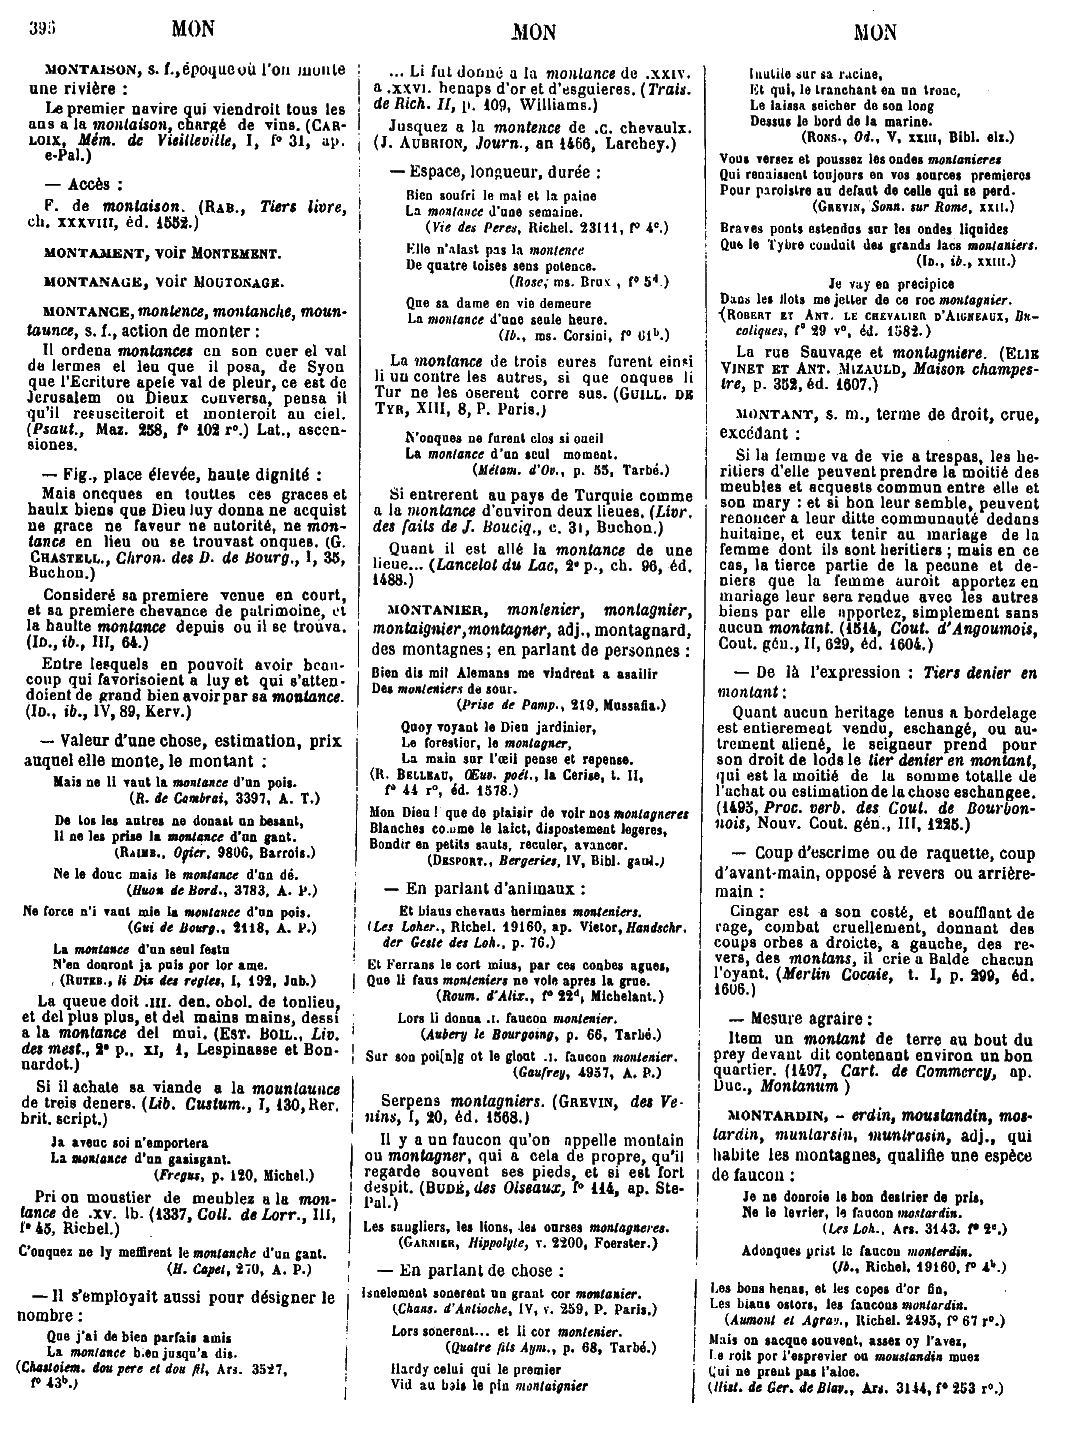 396 MON
MON
MON
MONTAISON, s. f., époque où l'on monte
une rivière :
Le premier navire qui viendroit tous les
ans a la montaison, chargé de vins. (CAR-
LOIX, Mém. de Vieilleville, I, f° 31, ap.
e-Pal.)
— Accès :
F. de montaison. (RAB., Tiers livre,
ch. XXXVIII, éd. 1552.)
MONTAMENT, voir MONTEMENT.
MONTANAGE, voir MOUTONAGE.
MONTANCE, montence, montanche, moun-
taunce, s. f., action de monter :
Il ordena montances en son cuer el val
de lermes el leu que il posa, de Syon
que l'Ecriture apele val de pleur, ce est de
Jerusalem ou Dieux conversa, pensa il
qu'il resusciteroit et monteroit au ciel.
(Psaut., Maz. 258, f° 102 r°.) Lat., ascen-
siones.
— Fig., place élevée, haute dignité :
Mais oncques en touttes ces graces et
haulx biens que Dieu luy donna ne acquist
ne grace ne faveur ne autorité, ne mon-
tance en lieu ou se trouvast onques. (G.
CHASTELL., Chron. des D. de Bourg., I, 35,
Buchon.)
Consideré sa premiere venue en court,
et sa premiere chevance de patrimoine, et
la haulte montance depuis ou il se trouva.
(ID., ib., III, 64.)
Entre lesquels en pouvoit avoir beau-
coup qui favorisoient a luy et qui s'atten-
doient de grand bien avoir par sa montance.
(ID., ib., IV, 89, Kerv.)
— Valeur d'une chose, estimation, prix
auquel elle monte, le montant :
Mais ne li vaut la montance d'un pois.
(R. de Cambrai, 3397, A. T.)
De tos les autres ne donast un besant,
Il ne les prise la montance d'un gant.
(RAIMB., Ogier, 9806, Barrois.)
Ne le douc mais le montance d'un dé.
(Huon de Bord., 3783, A. P.)
Ne force n'i vaut mie la montance d'un pois.
(Gui de Bourg., 2118, A. P.)
La montance d'un seul festu
N'en donront ja puis por lor ame.
(RUTEB., li Diz des regles, I, 192, Jub.)
La queue doit .III. den. obol. de tonlieu,
et del plus plus, et del mains mains, dessi
a la montance del mui. (EST. BOIL., Liv.
des mest., 2° p., XI, 1, Lespinasse et Bon-
nardot.)
Si il achate sa viande a la mountaunce
de treis deners. (Lib. Custum., I, 130, Rer.
brit. script.)
Ja aveuc soi n'emportera
La montance d'un gasisgant.
(Fregus, p. 120, Michel.)
Pri on moustier de meublez a la mon-
tance de .XV. lb. (1337, Coll. de Lorr., III,
f° 45, Richel.)
C'onquez ne ly meffirent le montanche d'un gant.
(H. Capet, 270, A. P.)
— Il s'employait aussi pour désigner le
nombre :
Que j'ai de bien parfais amis
La montance bien jusqu'a dis.
(Chastoiem. dou pere et dou fil, Ars. 3527,
f° 43b.)
... Li fut donné a la montance de .XXIV.
a .XXVI. henaps d'or et d'esguieres. (Trais.
de Rich. II, p. 109, Williams.)
Jusquez a la montence de .C. chevaulx.
(J. AUBRION, Journ., an 1466, Larchey.)
— Espace, longueur, durée :
Bien soufri le mal et la paine
La montance d'une semaine.
(Vie des Peres, Richel. 23111, f° 4c.)
Elle n'alast pas la montence
De quatre toises sens potence.
(Rose, ms. Brux., f° 5d.)
Que sa dame en vie demeure
La montance d'une seule heure.
(Ib., ms. Corsini, f° 61b.)
La montance de trois eures furent einsi
li un contre les autres, si que onques li
Tur ne les oserent corre sus. (GUILL. DE
TYR, XIII, 8, P. Paris.)
N'onques ne furent clos si oueil
La montance d'un seul moment.
(Métam. d'Ov., p. 55, Tarbé.)
Si entrerent au pays de Turquie comme
a la montance d'environ deux lieues. (Livr.
des faits de J. Bouciq., c. 31, Buchon.)
Quant il est allé la montance de une
lieue... (Lancelot du Lac, 2° p., ch. 96, éd.
1488.)
MONTANIER, montenier, montagnier,
montaignier, montagner, adj., montagnard,
des montagnes ; en parlant de personnes :
Bien dis mil Alemans me vindrent a asailir
Des monteniers de sour.
(Prise de Pamp., 219, Mussafia.)
Quoy voyant le Dieu jardinier,
Le forestier, le montagner,
La main sur l'œil pense et repense.
(R. BELLEAU, Œuv. poét., la Cerise, t. II,
f° 44 r°, éd. 1578.)
Mon Dieu ! que de plaisir de voir nos montagneres
Blanches comme le laict, dispostement legeres,
Bondir en petits sauts, reculer, avancer.
(DESPORT., Bergeries, IV, Bibl. gaul.)
— En parlant d'animaux :
Et blans chevaus hermines monteniers.
(Les Loher., Richel. 19160, ap. Vietor, Handschr.
der Geste des Loh., p. 76.)
Et Ferrans le cort mius, par ces conbes agues,
Que li faus monteniers ne vole apres la grue.
(Roum. d'Alix., f° 22d, Michelant.)
Lors li donna .I. faucon montenier.
(Aubery le Bourgoing, p. 66, Tarbé.)
Sur son poi[n]g ot le glout .I. faucon montenier.
(Gaufrey, 4957, A. P.)
Serpens montagniers. (GREVIN, des Ve-
nins, I, 20, éd. 1568.)
Il y a un faucon qu'on appelle montain
ou montagner, qui a cela de propre, qu'il
regarde souvent ses pieds, et si est fort
despit. (BUDÉ, des Oiseaux, f° 114, ap. Ste-
Pal.)
Les saugliers, les lions, les ourses montagneres.
(GARNIER, Hippolyte, v. 2200, Foerster.)
— En parlant de chose :
Isnelement sonerent un grant cor montanier.
(Chans. d'Antioche, IV, v. 259, P. Paris.)
Lors sonerent... et li cor montenier.
(Quatre fils Aym., p. 68, Tarbé.)
Hardy celui qui le premier
Vid au bois le pin montaignier
Inutile sur sa racine,
Et qui, le tranchant en un tronc,
Le laissa seicher de son long
Dessus le bord de la marine.
(RONS., Od., V, XXIII, Bibl. elz.)
Vous versez et poussez les ondes montanieres
Qui renaissent toujours en vos sources premieres
Pour paroistre au defaut de celle qui se perd.
(GREVIN, Sonn. sur Rome, XXII.)
Braves ponts estendos sur les ondes liquides
Que le Tybre conduit des grands lacs montaniers.
(ID., ib., XXIII.)
Je vay en precipice
Dans les flots me jetter de ce roc montagnier.
(ROBERT ET ANT. LE CHEVALIER D'AIGNEAUX, Bu-
coliques, f° 29 v°, éd. 1582.)
La rue Sauvage et montagniere. (ELIE
VINET ET ANT. MIZAULD, Maison champes-
tre, p. 352, éd. 1607.)
MONTANT, s. m., terme de droit, crue,
excédant :
Si la femme va de vie a trespas, les he-
ritiers d'elle peuvent prendre la moitié des
meubles et acquests commun entre elle et
son mary : et si bon leur semble, peuvent
renoncer a leur ditte communauté dedans
huitaine, et eux tenir au mariage de la
femme dont ils sont heritiers ; mais en ce
cas, la tierce partie de la pecune et de-
niers que la femme auroit apportez en
mariage leur sera rendue avec les autres
biens par elle apportez, simplement sans
aucun montant. (1514, Cout. d'Angoumois,
Cout. gén., II, 629, éd. 1604.)
— De là l'expression : Tiers denier en
montant :
Quant aucun heritage tenus a bordelage
est entierement vendu, eschangé, ou au-
trement aliené, le seigneur prend pour
son droit de lods le tier denier en montant,
qui est la moitié de la somme totalle de
l'achat ou estimation de la chose eschangee.
(1493, Proc. verb. des Cout. de Bourbon-
nois, Nouv. Cout. gén., III, 1225.)
— Coup d'escrime ou de raquette, coup
d'avant-main, opposé à revers ou arrière-
main :
Cingar est a son costé, et soufflant de
rage, combat cruellement, donnant des
coups orbes a droicte, a gauche, des re-
vers, des montans, il crie a Balde chacun
l'oyant. (Merlin Cocaie, t. I, p. 299, éd.
1606.)
— Mesure agraire :
Item un montant de terre au bout du
prey devant dit contenant environ un bon
quartier. (1497, Cart. de Commercy, ap.
Duc., Montanum)
MONTARDIN, - erdin, moustandin, mos-
tardin, muntarsin, muntrasin, adj., qui
habite les montagnes, qualifie une espèce
de faucon :
Je ne donroie le bon destrier de pris,
Ne le levrier, le faucon mostardin.
(Les Loh., Ars. 3143. f° 2c.)
Adonques prist le faucon monterdin.
(Ib., Richel. 19160, f° 4b.)
Les bons henas, et les copes d'or fin,
Les blans ostors, les faucons montardin.
(Aumont et Agrav., Richel. 2495, f° 67 r°.)
Mais on sacque souvent, assez oy l'avez,
Le roit por l'esprevier ou moustandin muez
Qui ne prent pas l'aloe.
(Hist. de Ger. de Blav., Ars. 3144, f° 253 r°.)